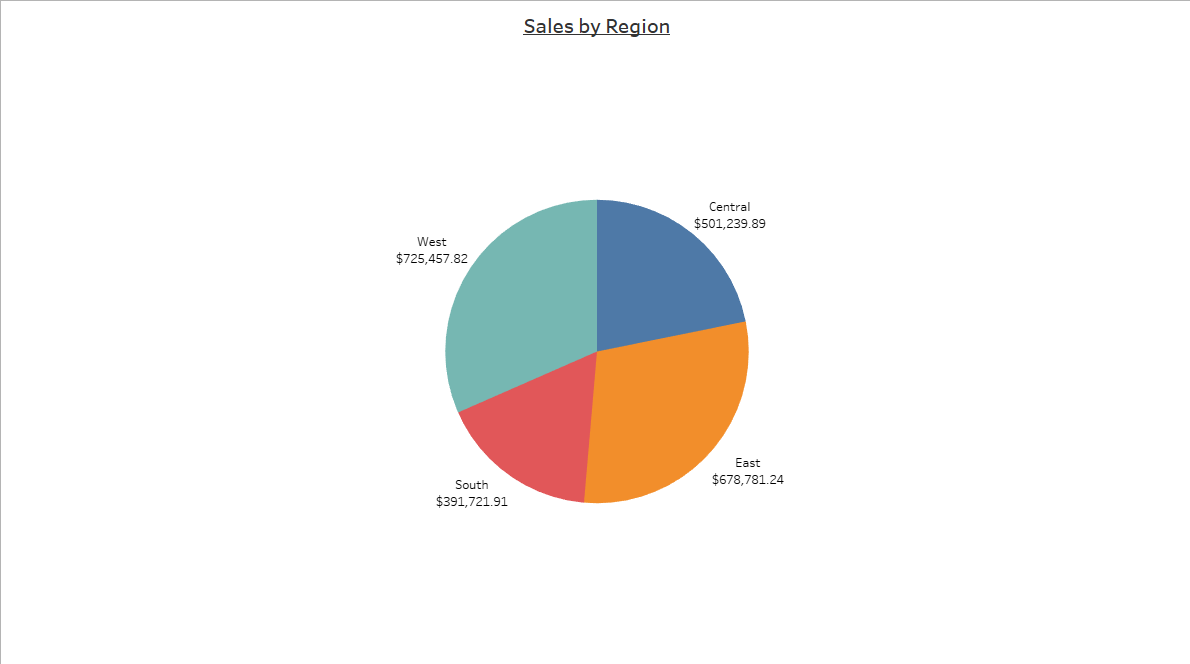 Sales by Region
Central
$501,239.89
West
$725,457.82
East
$678,781.24
South
$391,721.91